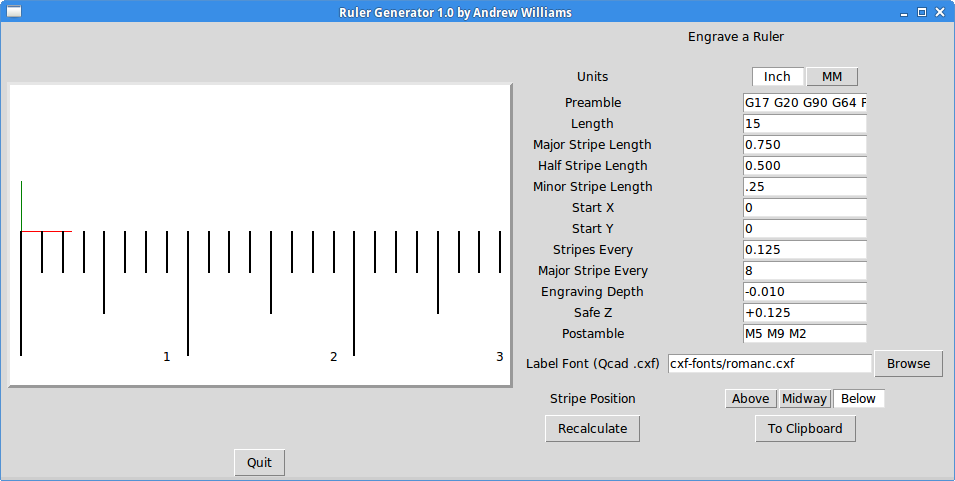 Ruler Generator 1.0 by Andrew Williams
Engrave a Ruler
Units Inch MM
Preamble G17 G20 G90 G64 F
Length 15
Major Stripe Length 0.750
Half Stripe Length 0.500
Minor Stripe Length .25
Start X 0
Start Y 0
Stripes Every 0.125
Major Stripe Every 8
Engraving Depth -0.010
Safe Z +0.125
Postamble M5 M9 M2
1 2 3
Label Font (Qcad .cxf) cxf-fonts/romanc.cxf Browse
Stripe Position Above Midway Below
Recalculate To Clipboard
Quit